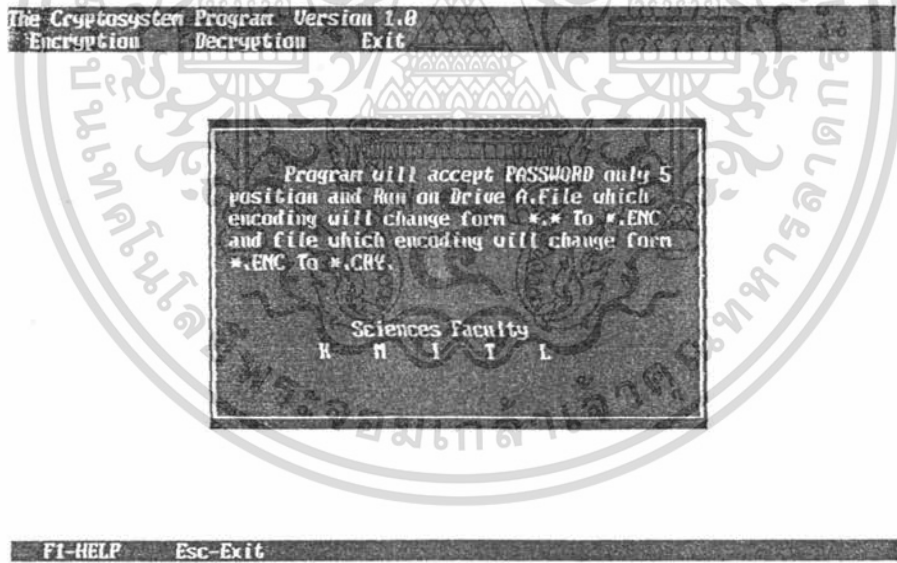 The Cryptosystem Program Version 1.0
Encryption Decryption Exit
Program will accept PASSWORD only 5
position and Run on Drive A.File which
encoding will change form *.* To *.ENC
and file which encoding will change form
*.ENC To *.CRY.
Sciences Faculty
K M I T L
F1-HELP Esc-Exit